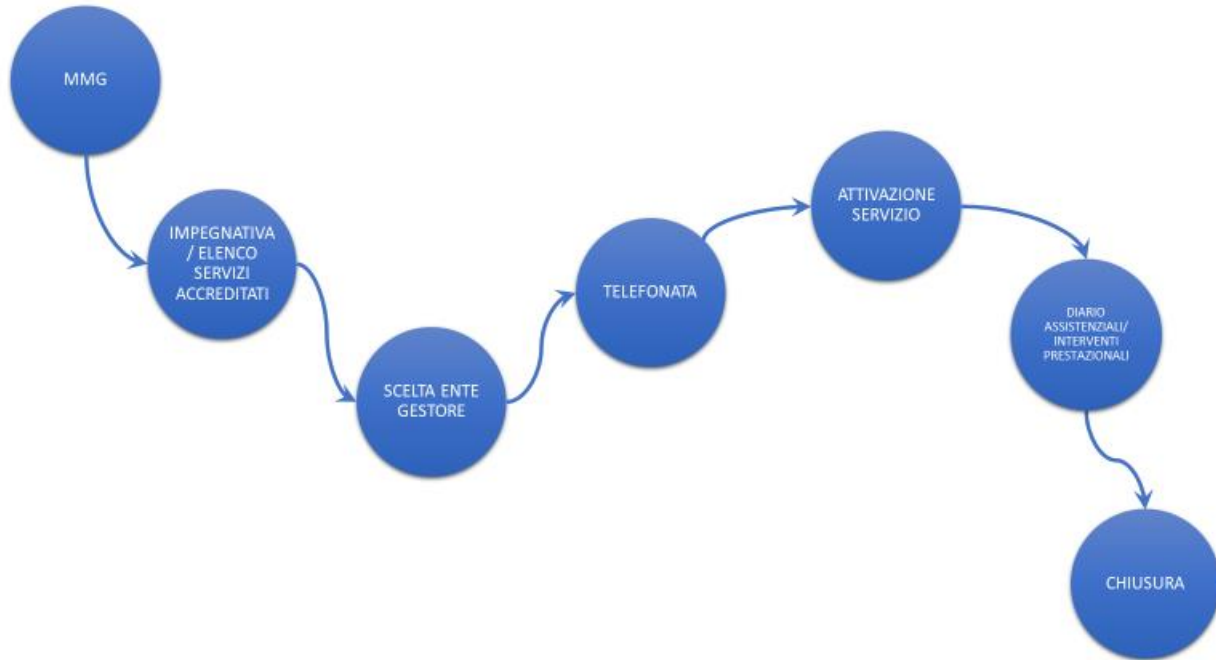 MMG
IMPEGNATIVA
/ ELENCO
SERVIZI
ACCREDITATI
SCELTA ENTE
GESTORE
TELEFONATA
ATTIVAZIONE
SERVIZIO
DIARIO
ASSISTENZIALI/
INTERVENTI
PRESTAZIONALI
CHIUSURA